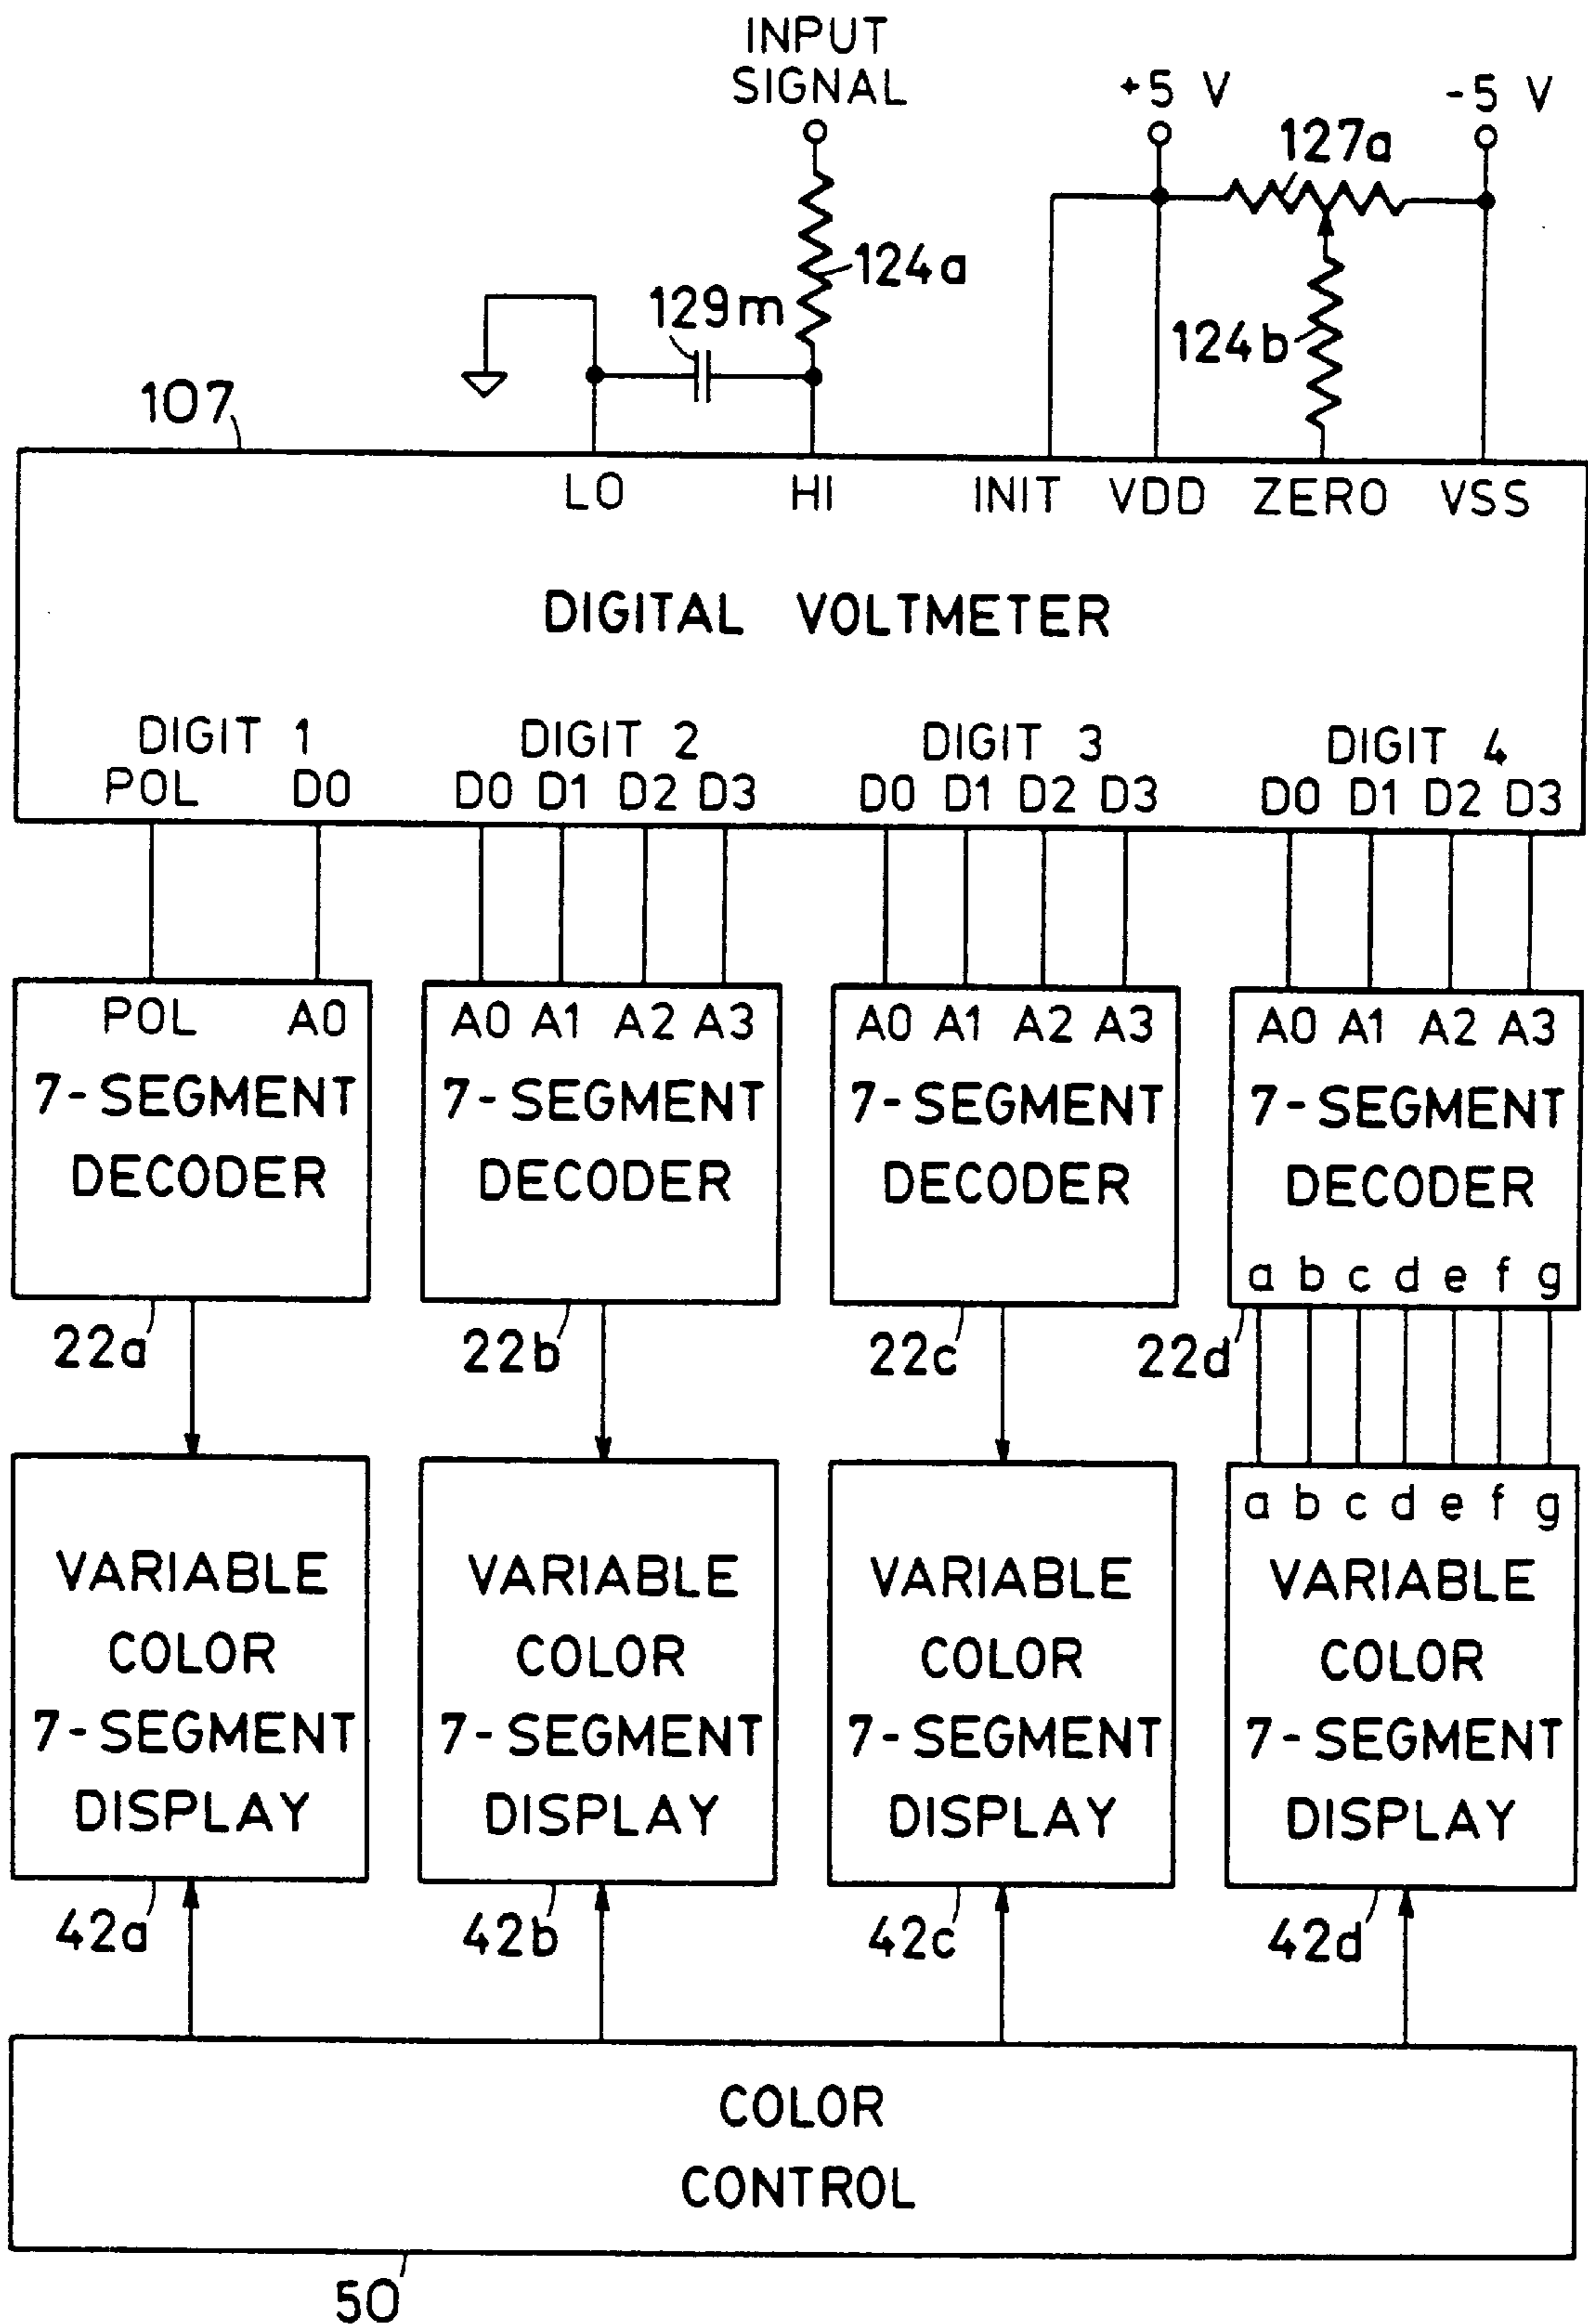 INPUT
SIGNAL
+5 V
-5 V
127a
124a
129m
124b
107
LO HI INIT VDD ZERO VSS
DIGITAL VOLTMETER
DIGIT 1 DIGIT 2 DIGIT 3 DIGIT 4
POL D0 D0 D1 D2 D3 D0 D1 D2 D3 D0 D1 D2 D3
POL A0 A0 A1 A2 A3 A0 A1 A2 A3 A0 A1 A2 A3
7-SEGMENT 7-SEGMENT 7-SEGMENT 7-SEGMENT
DECODER DECODER DECODER DECODER
a b c d e f g
22a 22b 22c 22d
a b c d e f g
VARIABLE VARIABLE VARIABLE VARIABLE
COLOR COLOR COLOR COLOR
7-SEGMENT 7-SEGMENT 7-SEGMENT 7-SEGMENT
DISPLAY DISPLAY DISPLAY DISPLAY
42a 42b 42c 42d
COLOR
CONTROL
50